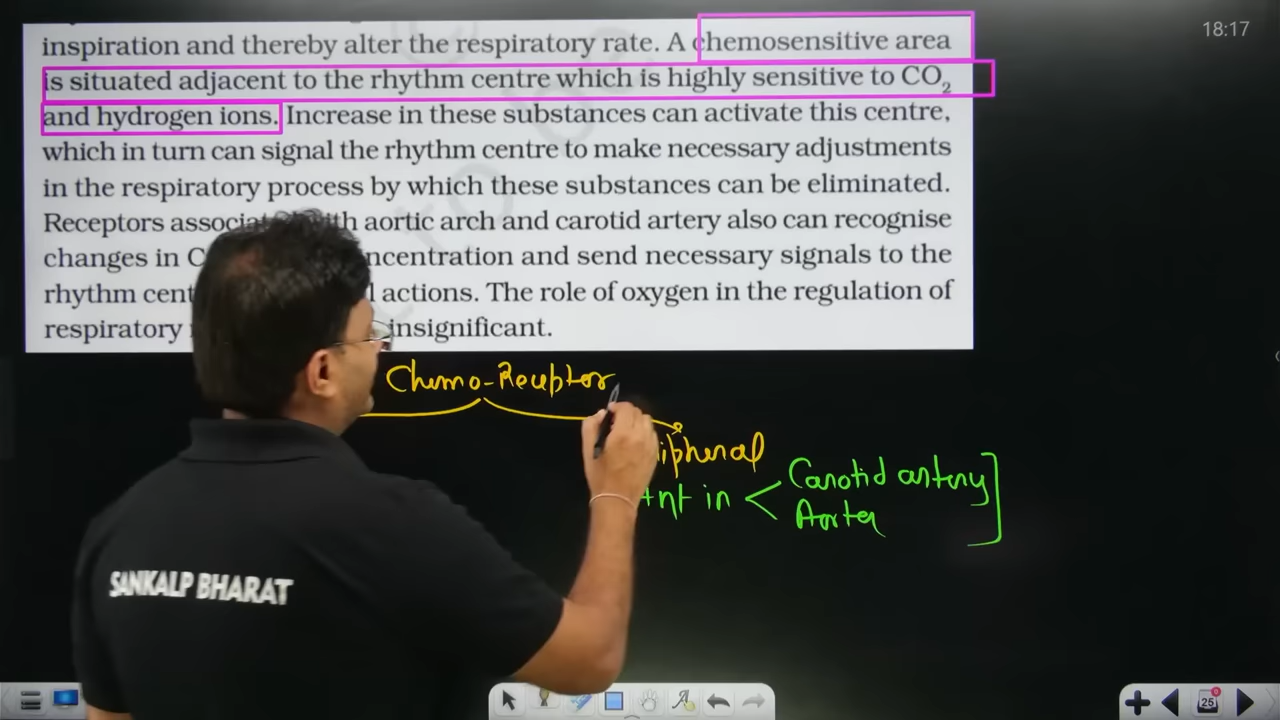 18:17
inspiration and thereby alter the respiratory rate. A chemosensitive area
is situated adjacent to the rhythm centre which is highly sensitive to CO₂
and hydrogen ions. Increase in these substances can activate this centre,
which in turn can signal the rhythm centre to make necessary adjustments
in the respiratory process by which these substances can be eliminated.
Receptors aortic arch and carotid artery also can recognise
changes in and send necessary signals to the
rhythm actions. The role of oxygen in the regulation of
respiratory insignificant.
Chemo-Receptor
in < Carotid artery
Aorta
SANKALP BHARAT
25